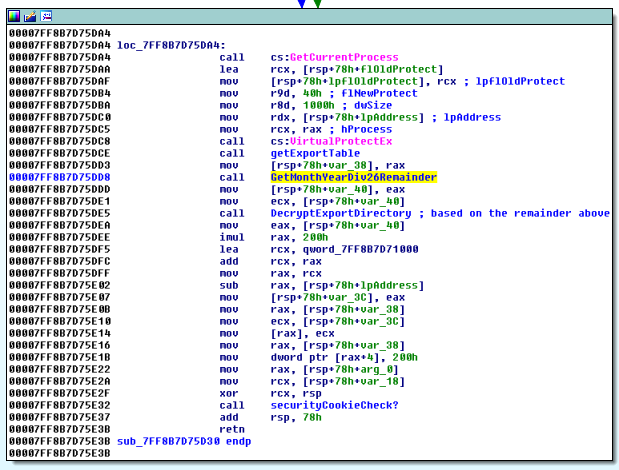 00007FF8B7D75DA4
00007FF8B7D75DA4 loc_7FF8B7D75DA4:
00007FF8B7D75DA4 call cs:GetCurrentProcess
00007FF8B7D75DAA lea rcx, [rsp+78h+flOldProtect]
00007FF8B7D75DAF mov [rsp+78h+lpflOldProtect], rcx ; lpflOldProtect
00007FF8B7D75DB4 mov r9d, 40h ; flNewProtect
00007FF8B7D75DBA mov r8d, 1000h ; dwSize
00007FF8B7D75DC0 mov rdx, [rsp+78h+lpAddress] ; lpAddress
00007FF8B7D75DC5 mov rcx, rax ; hProcess
00007FF8B7D75DC8 call cs:VirtualProtectEx
00007FF8B7D75DCE call getExportTable
00007FF8B7D75DD3 mov [rsp+78h+var_38], rax
00007FF8B7D75DD8 call GetMonthYearDiv26Remainder
00007FF8B7D75DDD mov [rsp+78h+var_40], eax
00007FF8B7D75DE1 mov ecx, [rsp+78h+var_40]
00007FF8B7D75DE5 call DecryptExportDirectory ; based on the remainder above
00007FF8B7D75DEA mov eax, [rsp+78h+var_40]
00007FF8B7D75DEE imul rax, 200h
00007FF8B7D75DF5 lea rcx, qword_7FF8B7D71000
00007FF8B7D75DFC add rcx, rax
00007FF8B7D75DFF mov rax, rcx
00007FF8B7D75E02 sub rax, [rsp+78h+lpAddress]
00007FF8B7D75E07 mov [rsp+78h+var_3C], eax
00007FF8B7D75E0B mov rax, [rsp+78h+var_38]
00007FF8B7D75E10 mov ecx, [rsp+78h+var_3C]
00007FF8B7D75E14 mov [rax], ecx
00007FF8B7D75E16 mov rax, [rsp+78h+var_38]
00007FF8B7D75E1B mov dword ptr [rax+4], 200h
00007FF8B7D75E22 mov rax, [rsp+78h+arg_0]
00007FF8B7D75E2A mov rcx, [rsp+78h+var_18]
00007FF8B7D75E2F xor rcx, rsp
00007FF8B7D75E32 call securityCookieCheck?
00007FF8B7D75E37 add rsp, 78h
00007FF8B7D75E3B retn
00007FF8B7D75E3B sub_7FF8B7D75D30 endp
00007FF8B7D75E3B